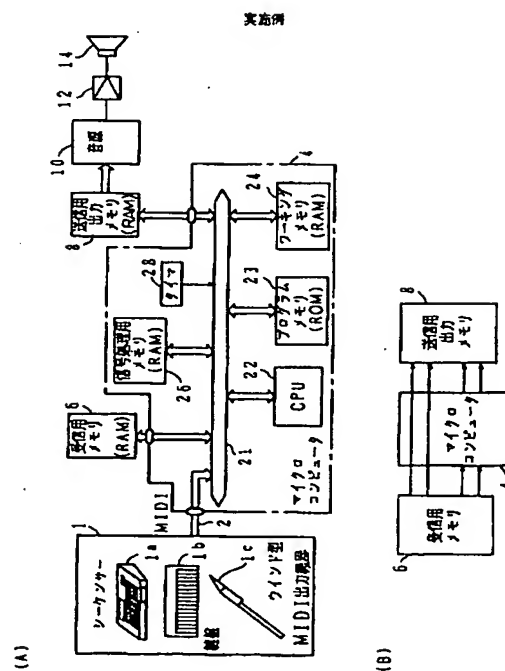 実施例
(A)
1
シーケンサー
1a
1b
鍵盤
1c
ウインド型
MIDI出力機器
MIDI
2
6
受信用
メモリ
(RAM)
信号処理用
メモリ
(RAM)
26
タイマ
28
8
送信用
出力
メモリ
(RAM)
10
音源
12
14
4
21
22
CPU
23
プログラム
メモリ
(ROM)
24
ワーキング
メモリ
(RAM)
マイクロ
コンピュータ
(B)
6
受信用
メモリ
マイクロ
コンピュータ
8
送信用
出力
メモリ